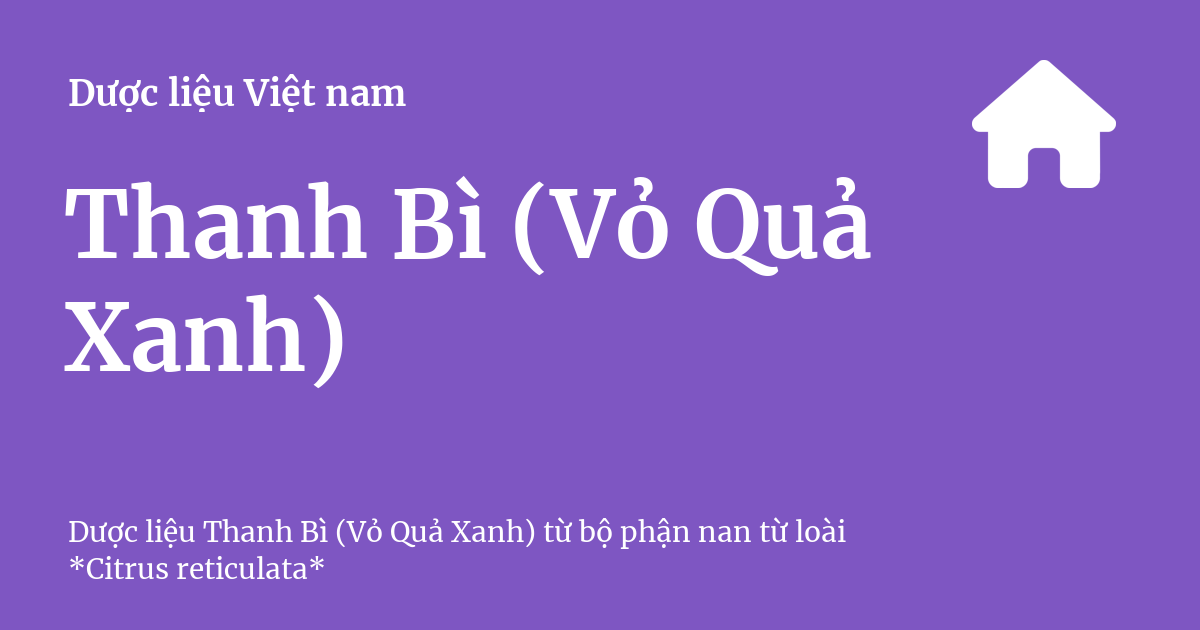 Dược liệu Việt nam
Thanh Bì (Vỏ Quả
Xanh)
Dược liệu Thanh Bì (Vỏ Quả Xanh) từ bộ phận nan từ loài
*Citrus reticulata*